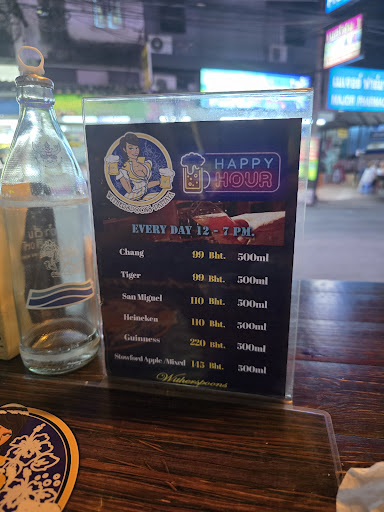 HAPPY
HOUR
EVERY DAY 12 - 7 PM.
Chang 99 Bht. 500ml
Tiger 99 Bht. 500ml
San Miguel 110 Bht. 500ml
Heineken 110 Bht. 500ml
Guinness 220 Bht. 500ml
Stowford Apple /Mixed 145 Bht. 500ml
Witherspoons